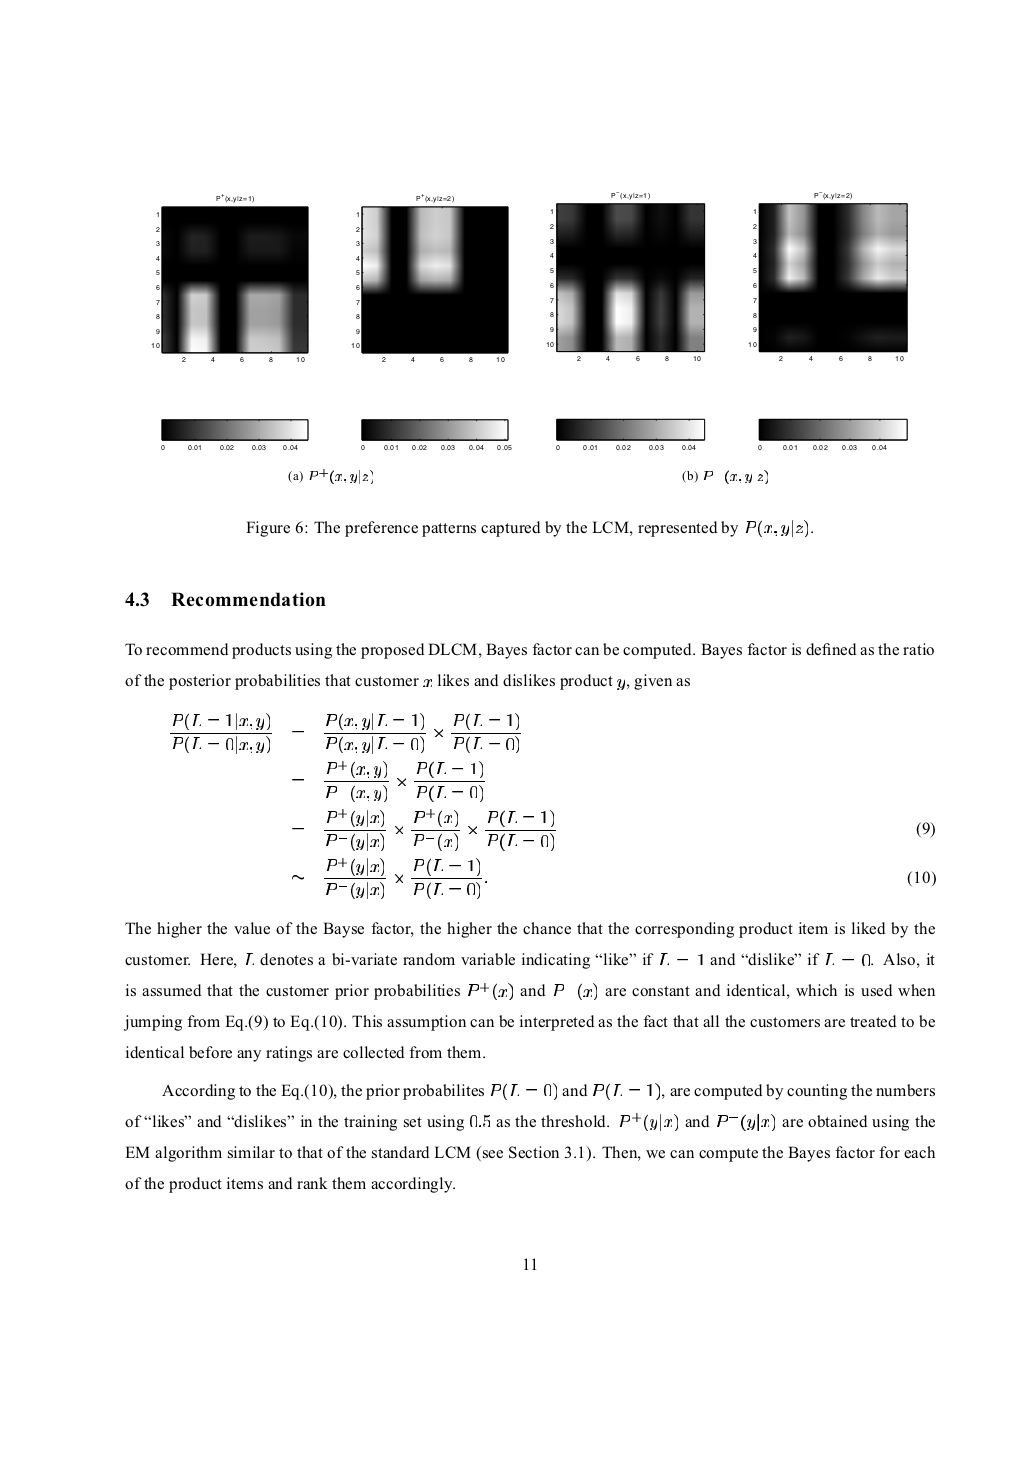 P+(x,y|z=1) P+(x,y|z=2) P−(x,y|z=1) P−(x,y|z=2)
1 1 1 1
2 2 2 2
3 3 3 3
4 4 4 4
5 5 5 5
6 6 6 6
7 7 7 7
8 8 8 8
9 9 9 9
10 10 10 10
2 4 6 8 10 2 4 6 8 10 2 4 6 8 10 2 4 6 8 10
0 0.01 0.02 0.03 0.04 0 0.01 0.02 0.03 0.04 0.05 0 0.01 0.02 0.03 0.04 0 0.01 0.02 0.03 0.04
(a) P+(x, y|z) (b) P (x, y z)
Figure 6: The preference patterns captured by the LCM, represented by P(x, y|z).
4.3 Recommendation
To recommend products using the proposed DLCM, Bayes factor can be computed. Bayes factor is defined as the ratio
of the posterior probabilities that customer x likes and dislikes product y, given as
P(L − 1|x, y) / P(L − 0|x, y) − P(x, y|L − 1) / P(x, y|L − 0) × P(L − 1) / P(L − 0)
− P+(x, y) / P (x, y) × P(L − 1) / P(L − 0)
− P+(y|x) / P−(y|x) × P+(x) / P−(x) × P(L − 1) / P(L − 0) (9)
∼ P+(y|x) / P−(y|x) × P(L − 1) / P(L − 0). (10)
The higher the value of the Bayse factor, the higher the chance that the corresponding product item is liked by the
customer. Here, L denotes a bi-variate random variable indicating “like” if L − 1 and “dislike” if L − 0. Also, it
is assumed that the customer prior probabilities P+(x) and P (x) are constant and identical, which is used when
jumping from Eq.(9) to Eq.(10). This assumption can be interpreted as the fact that all the customers are treated to be
identical before any ratings are collected from them.
According to the Eq.(10), the prior probabilites P(L − 0) and P(L − 1), are computed by counting the numbers
of “likes” and “dislikes” in the training set using 0.5 as the threshold. P+(y|x) and P−(y|x) are obtained using the
EM algorithm similar to that of the standard LCM (see Section 3.1). Then, we can compute the Bayes factor for each
of the product items and rank them accordingly.
11